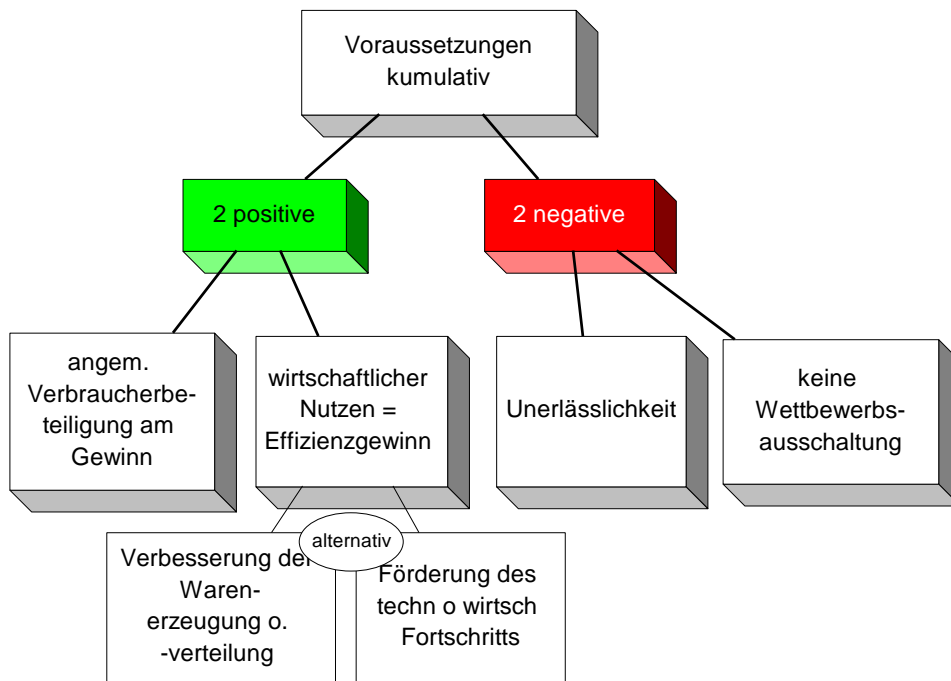 Voraussetzungen
kumulativ
2 positive
2 negative
angem.
Verbraucherbe-
teiligung am
Gewinn
wirtschaftlicher
Nutzen =
Effizienzgewinn
Unerlässlichkeit
keine
Wettbewerbs-
ausschaltung
alternativ
Verbesserung der
Waren-
erzeugung o.
-verteilung
Förderung des
techn o wirtsch
Fortschritts